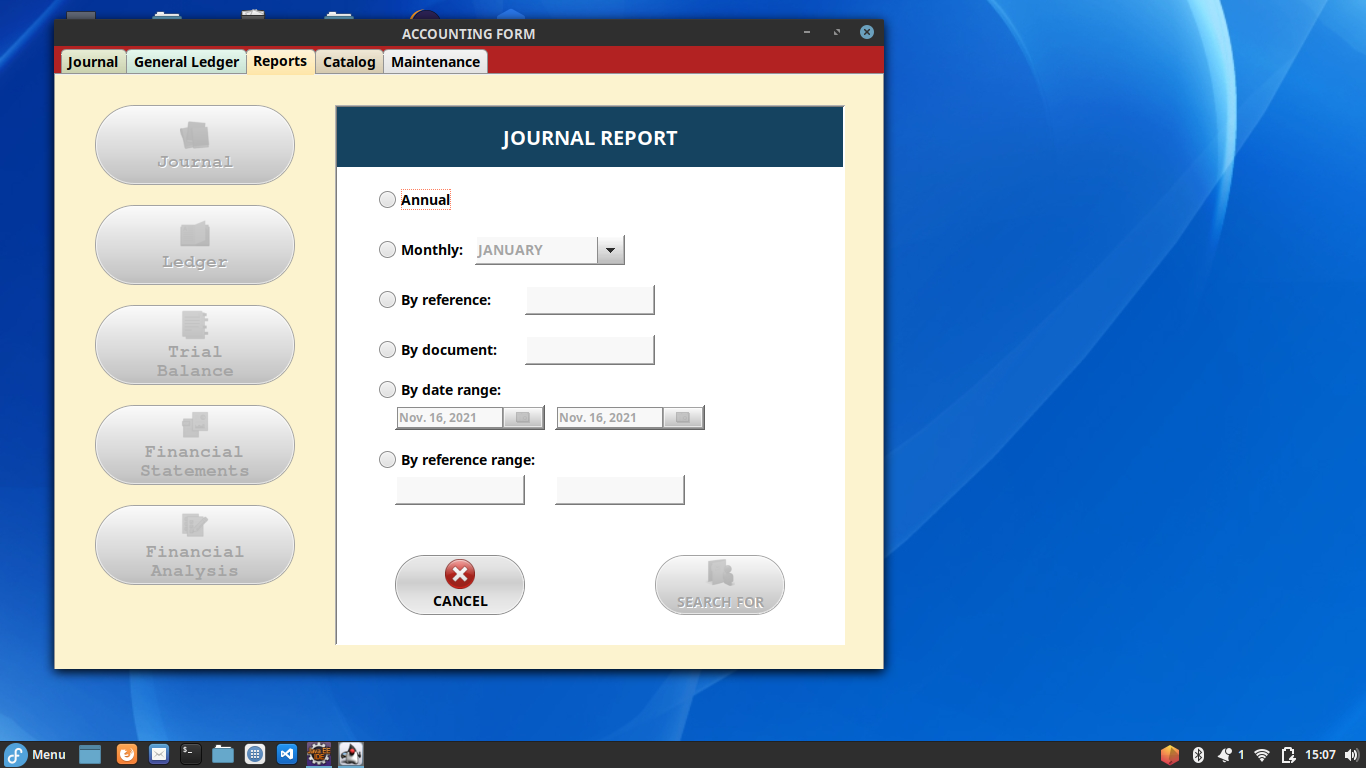 ACCOUNTING FORM
Journal
General Ledger
Reports
Catalog
Maintenance
Journal
Ledger
Trial
Balance
Financial
Statements
Financial
Analysis
JOURNAL REPORT
Annual
Monthly:
JANUARY
By reference:
By document:
By date range:
Nov. 16, 2021
Nov. 16, 2021
By reference range:
CANCEL
SEARCH FOR
Menu
1
15:07